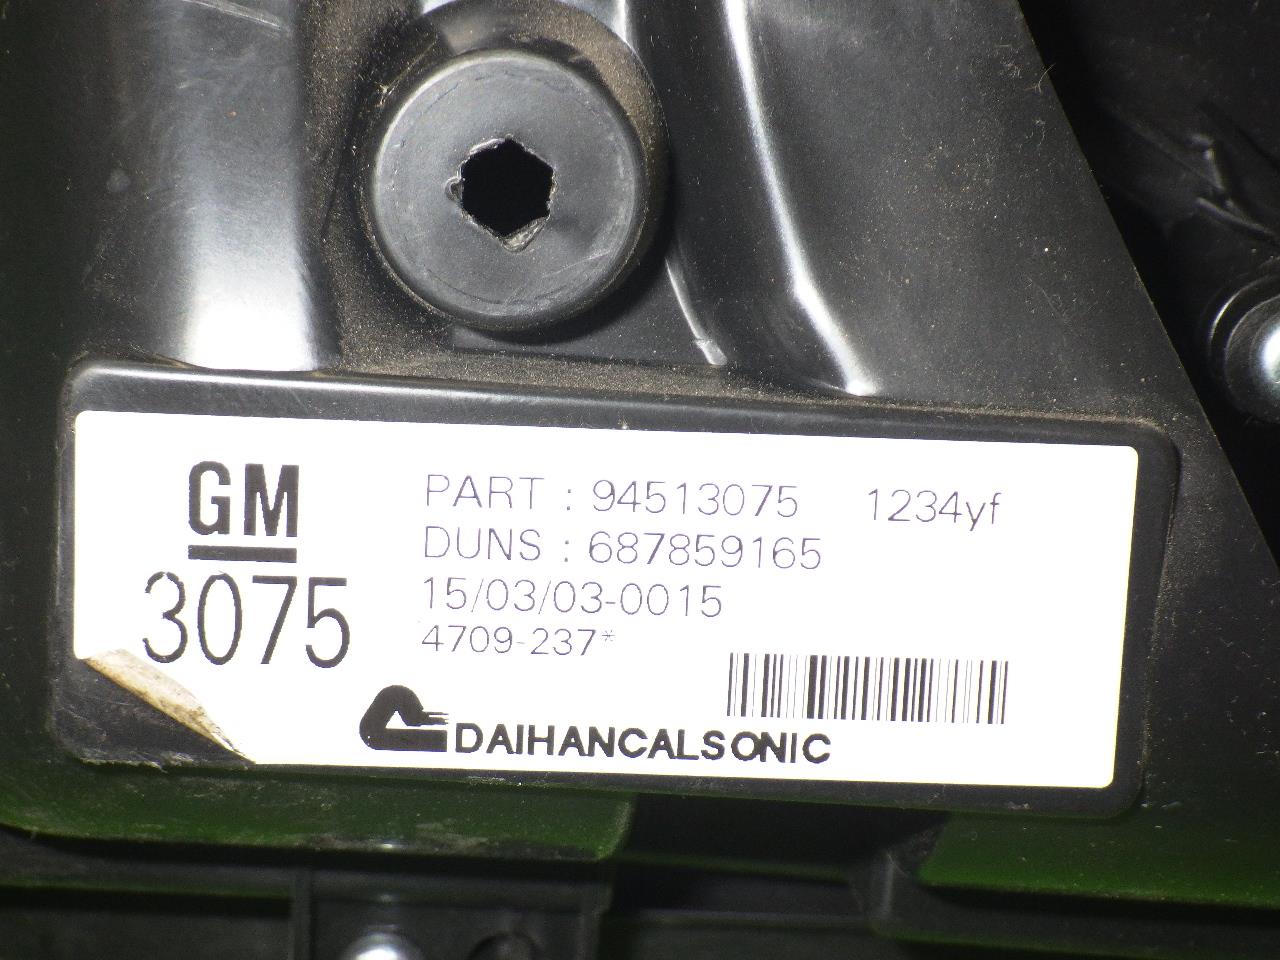 GM
3075
PART : 94513075 1234yf
DUNS : 687859165
15/03/03-0015
4709-237*
DAIHANCALSONIC